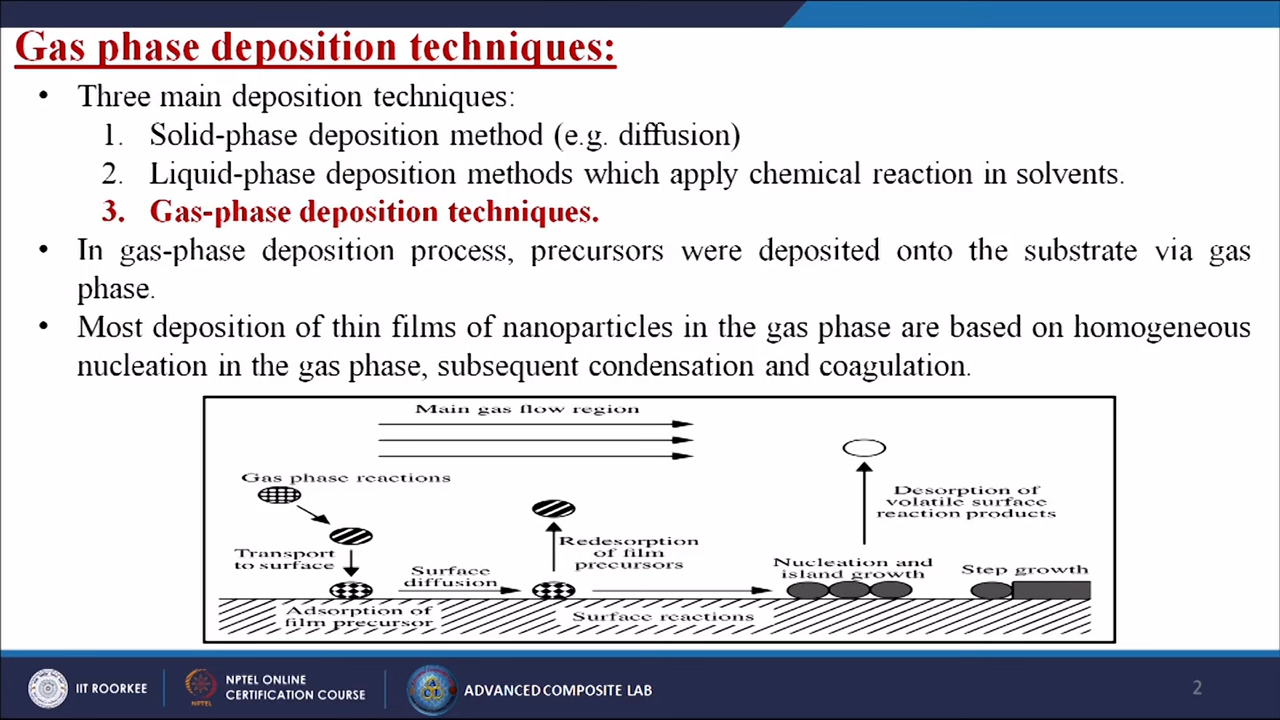 Gas phase deposition techniques:
• Three main deposition techniques:
1. Solid-phase deposition method (e.g. diffusion)
2. Liquid-phase deposition methods which apply chemical reaction in solvents.
3. Gas-phase deposition techniques.
• In gas-phase deposition process, precursors were deposited onto the substrate via gas
phase.
• Most deposition of thin films of nanoparticles in the gas phase are based on homogeneous
nucleation in the gas phase, subsequent condensation and coagulation.
Main gas flow region
Gas phase reactions
Desorption of
volatile surface
reaction products
Transport
to surface
Redesorption
of film
precursors
Surface
diffusion
Nucleation and
island growth
Step growth
Adsorption of
film precursor
Surface reactions
IIT ROORKEE
NPTEL
NPTEL ONLINE
CERTIFICATION COURSE
ACL
ADVANCED COMPOSITE LAB
2